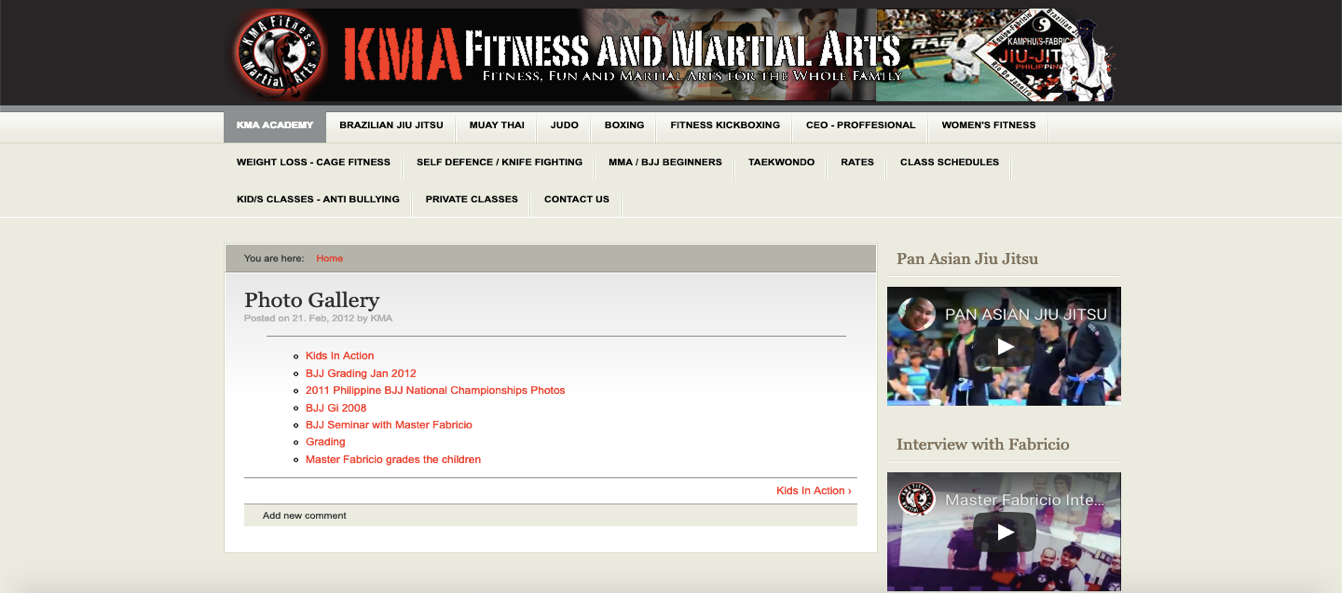 KMA Fitness
Martial Arts
KMA FITNESS AND MARTIAL ARTS
FITNESS, FUN AND MARTIAL ARTS FOR THE WHOLE FAMILY
KAMPHUIS-FABRICIO
JIU-JITSU
PHILIPPINES
KMA ACADEMY
BRAZILIAN JIU JITSU
MUAY THAI
JUDO
BOXING
FITNESS KICKBOXING
CEO - PROFFESIONAL
WOMEN'S FITNESS
WEIGHT LOSS - CAGE FITNESS
SELF DEFENCE / KNIFE FIGHTING
MMA / BJJ BEGINNERS
TAEKWONDO
RATES
CLASS SCHEDULES
KID/S CLASSES - ANTI BULLYING
PRIVATE CLASSES
CONTACT US
You are here: Home
Photo Gallery
Posted on 21. Feb, 2012 by KMA
Kids In Action
BJJ Grading Jan 2012
2011 Philippine BJJ National Championships Photos
BJJ Gi 2008
BJJ Seminar with Master Fabricio
Grading
Master Fabricio grades the children
Kids In Action ›
Add new comment
Pan Asian Jiu Jitsu
PAN ASIAN JIU JITSU
Interview with Fabricio
Master Fabricio Inte...